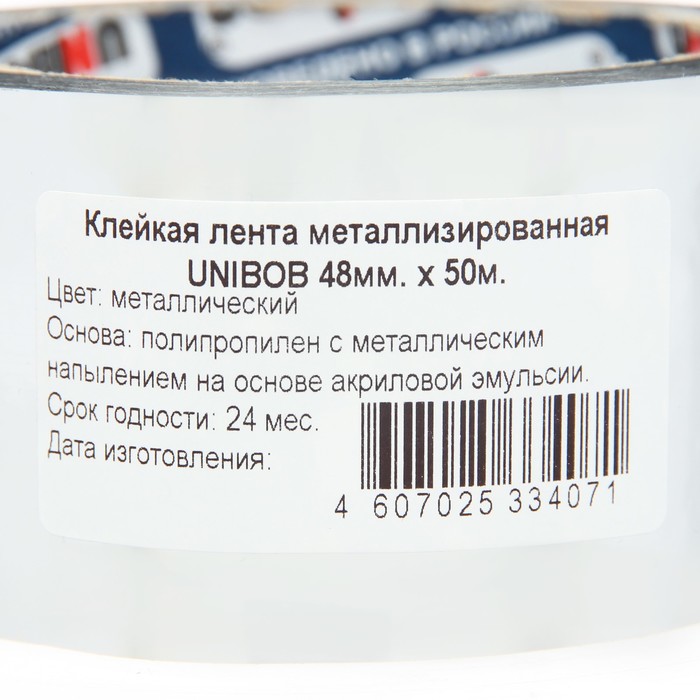 В РОССИИ
Клейкая лента металлизированная
UNIBOB 48мм. х 50м.
Цвет: металлический
Основа: полипропилен с металлическим
напылением на основе акриловой эмульсии.
Срок годности: 24 мес.
Дата изготовления:
4 607025 334071